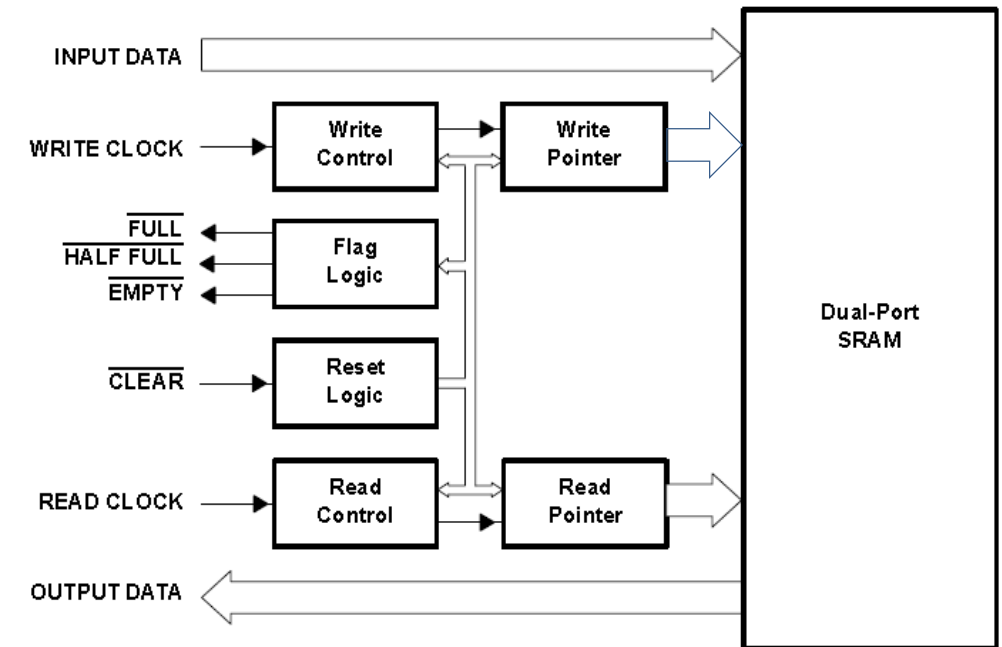 INPUT DATA
WRITE CLOCK
Write
Control
Write
Pointer
FULL
HALF FULL
EMPTY
Flag
Logic
Dual-Port
SRAM
CLEAR
Reset
Logic
READ CLOCK
Read
Control
Read
Pointer
OUTPUT DATA